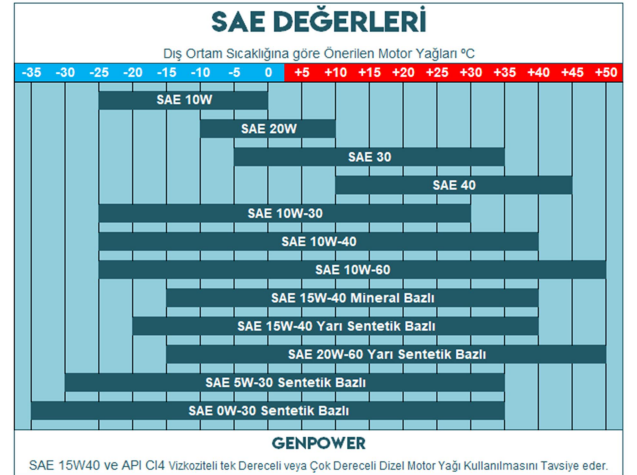 SAE DEĞERLERİ
Dış Ortam Sıcaklığına göre Önerilen Motor Yağları ºC
-35 -30 -25 -20 -15 -10 -5 0 +5 +10 +15 +20 +25 +30 +35 +40 +45 +50
SAE 10W
SAE 20W
SAE 30
SAE 40
SAE 10W-30
SAE 10W-40
SAE 10W-60
SAE 15W-40 Mineral Bazlı
SAE 15W-40 Yarı Sentetik Bazlı
SAE 20W-60 Yarı Sentetik Bazlı
SAE 5W-30 Sentetik Bazlı
SAE 0W-30 Sentetik Bazlı
GENPOWER
SAE 15W40 ve API CI4 Vizkoziteli tek Dereceli veya Çok Dereceli Dizel Motor Yağı Kullanılmasını Tavsiye eder.